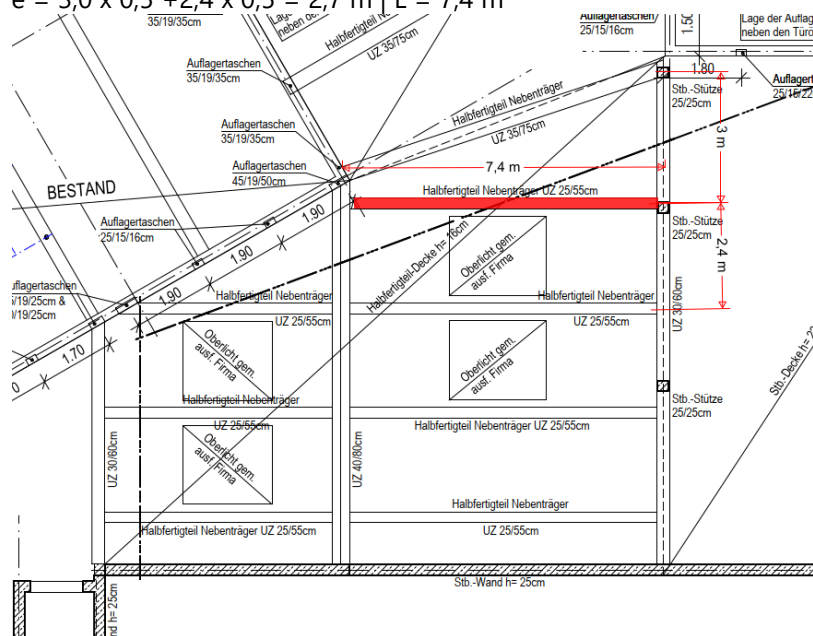 e = 3,0 x 0,5 +2,4 x 0,5 = 2,7 m | L = 7,4 m
35/19/35cm
Auflagertaschen
25/15/16cm
1.50
Lage der Auflag
neben den Türö
1.80
Auflagert
25/15/22
Halbfertigteil
UZ 35/75cm
Auflagertaschen
35/19/35cm
Auflagertaschen
35/19/35cm
Auflagertaschen
45/19/50cm
Halbfertigteil Nebenträger
UZ 35/75cm
Stb.-Stütze
25/25cm
3 m
7,4 m
BESTAND
Halbfertigteil Nebenträger UZ 25/55cm
Auflagertaschen
25/15/16cm
1.90
1.90
1.90
1.70
Stb.-Stütze
25/25cm
2,4 m
Halbfertigteil-Decke h= 16cm
Oberlicht gem.
ausf. Firma
uflagertaschen
/19/25cm &
/19/25cm
Halbfertigteil Nebenträger
UZ 25/55cm
Halbfertigteil Nebenträger
UZ 25/55cm
UZ 30/60cm
Oberlicht gem.
ausf. Firma
Oberlicht gem.
ausf. Firma
Stb.-Decke h= 2
Halbfertigteil Nebenträger
UZ 25/55cm
Halbfertigteil Nebenträger UZ 25/55cm
Stb.-Stütze
25/25cm
Oberlicht gem.
ausf. Firma
UZ 30/60cm
UZ 40/80cm
Halbfertigteil Nebenträger UZ 25/55cm
Halbfertigteil Nebenträger
UZ 25/55cm
Stb.-Wand h= 25cm
nd h= 25cm